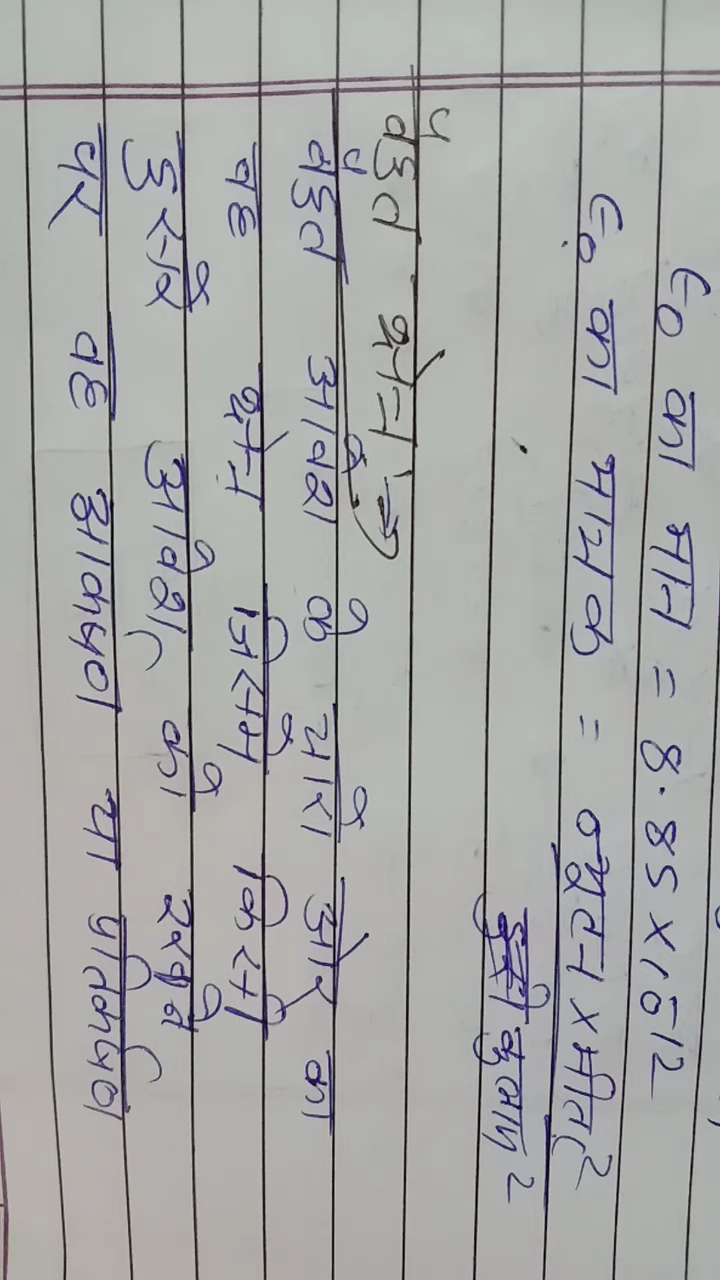 ε₀ का मान = 8.85 × 10⁻¹²
ε₀ का मात्रक = न्यूटन × मीटर²
कुलाम²
वैद्युत क्षेत्र →
वैद्युत आवेश के चारो ओर का
वह क्षेत्र जिसमे किसी
दुसरे आवेश को रखने
पर वह आकर्षण या प्रतिकर्षण